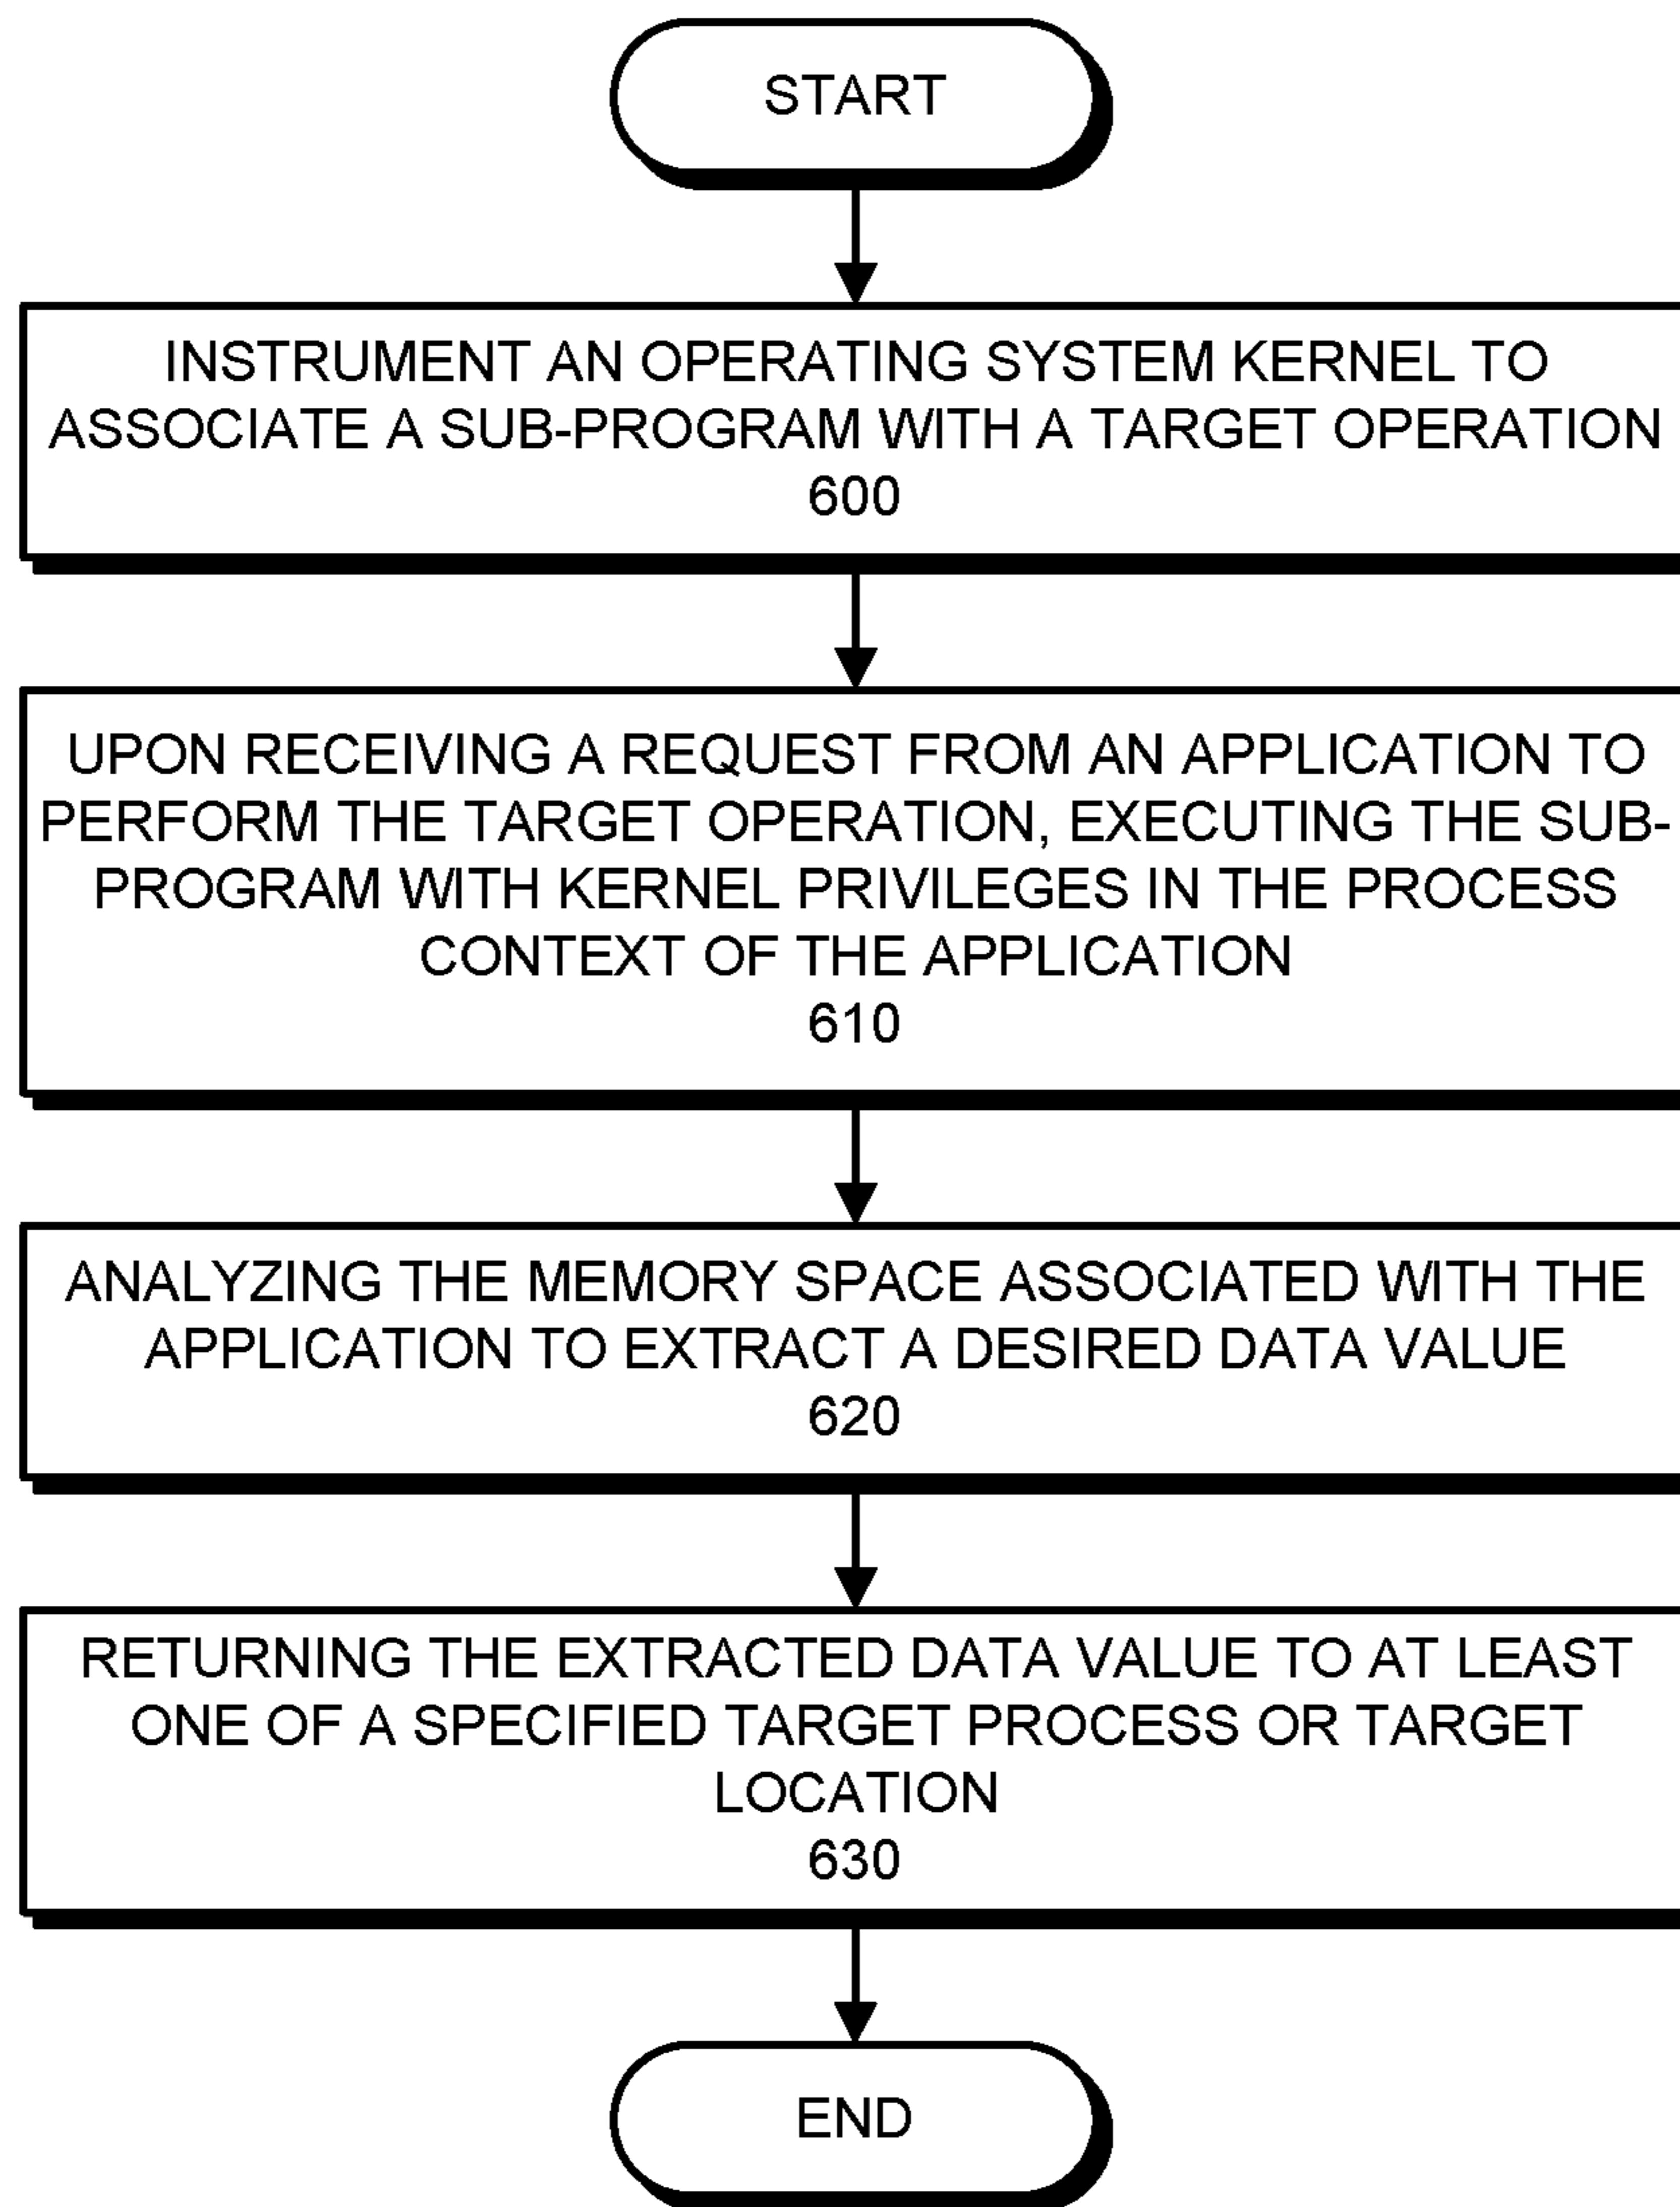 START
INSTRUMENT AN OPERATING SYSTEM KERNEL TO
ASSOCIATE A SUB-PROGRAM WITH A TARGET OPERATION
600
UPON RECEIVING A REQUEST FROM AN APPLICATION TO
PERFORM THE TARGET OPERATION, EXECUTING THE SUB-
PROGRAM WITH KERNEL PRIVILEGES IN THE PROCESS
CONTEXT OF THE APPLICATION
610
ANALYZING THE MEMORY SPACE ASSOCIATED WITH THE
APPLICATION TO EXTRACT A DESIRED DATA VALUE
620
RETURNING THE EXTRACTED DATA VALUE TO AT LEAST
ONE OF A SPECIFIED TARGET PROCESS OR TARGET
LOCATION
630
END